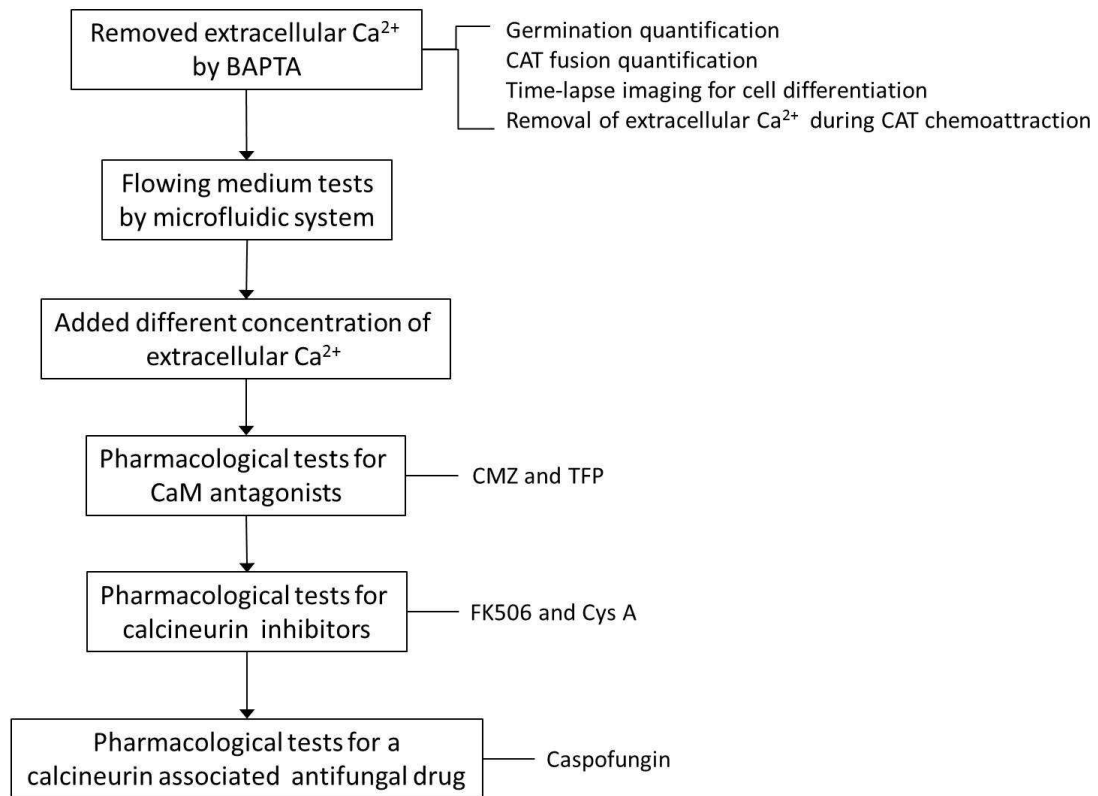 Removed extracellular Ca²⁺
by BAPTA
Germination quantification
CAT fusion quantification
Time-lapse imaging for cell differentiation
Removal of extracellular Ca²⁺ during CAT chemoattraction
Flowing medium tests
by microfluidic system
Added different concentration of
extracellular Ca²⁺
Pharmacological tests for
CaM antagonists
CMZ and TFP
Pharmacological tests for
calcineurin inhibitors
FK506 and Cys A
Pharmacological tests for a
calcineurin associated antifungal drug
Caspofungin